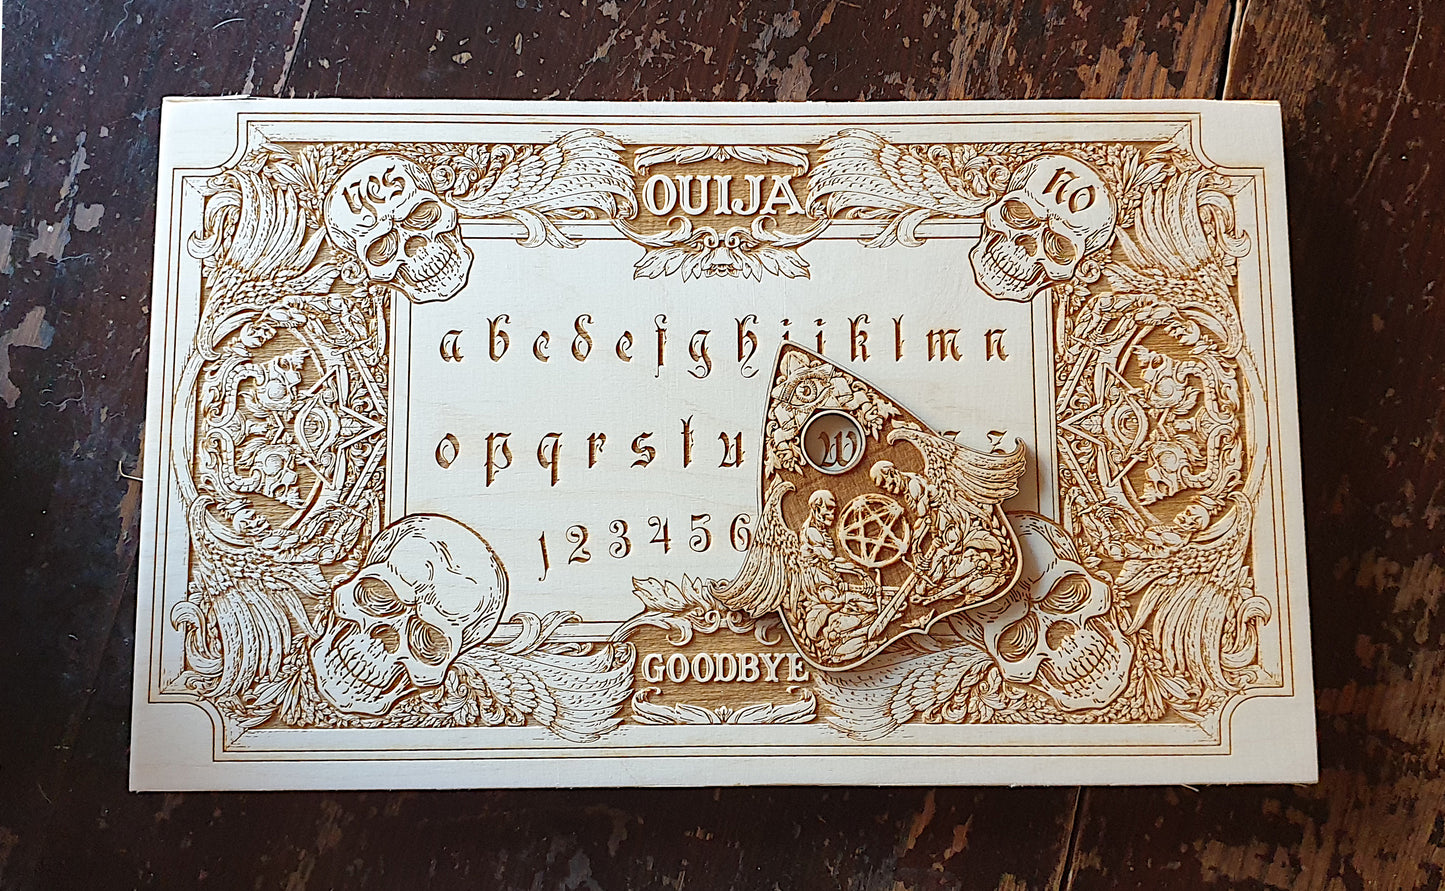 yes OUIJA no
a b c d e f g h i j k l m n
o p q r s t u w z
1 2 3 4 5 6
GOODBYE